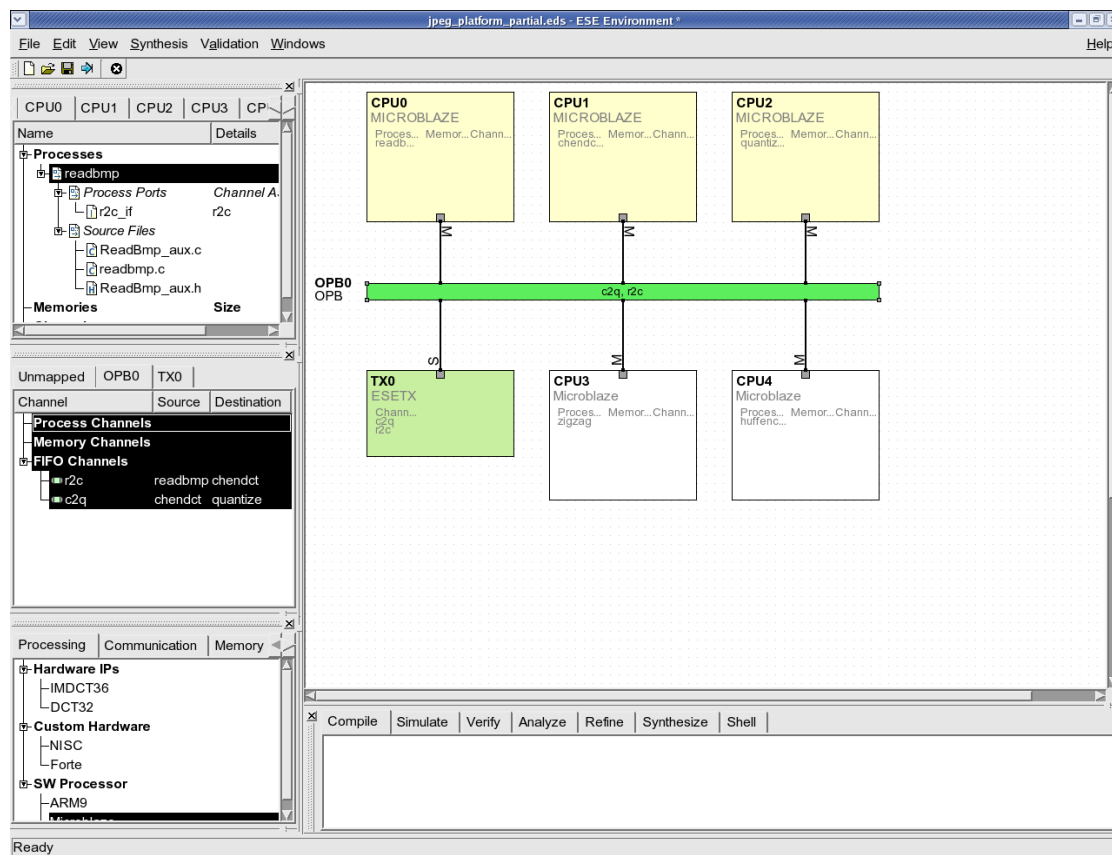 jpeg_platform_partial.eds - ESE Environment *
File Edit View Synthesis Validation Windows Help
CPU0 CPU1 CPU2 CPU3
Name Details
Processes
readbmp
Process Ports Channel A
r2c_if r2c
Source Files
ReadBmp_aux.c
readbmp.c
ReadBmp_aux.h
Memories Size
Unmapped OPB0 TX0
Channel Source Destination
Process Channels
Memory Channels
FIFO Channels
r2c readbmp chendct
c2q chendct quantize
Processing Communication Memory
Hardware IPs
IMDCT36
DCT32
Custom Hardware
NISC
Forte
SW Processor
ARM9
CPU0
MICROBLAZE
Proces... Memor... Chann...
readb...
M
CPU1
MICROBLAZE
Proces... Memor... Chann...
chendc...
M
CPU2
MICROBLAZE
Proces... Memor... Chann...
quantiz...
M
OPB0
OPB
c2q, r2c
S
TX0
ESETX
Chann...
c2q
r2c
M
CPU3
Microblaze
Proces... Memor... Chann...
zigzag
M
CPU4
Microblaze
Proces... Memor... Chann...
huffenc...
Compile Simulate Verify Analyze Refine Synthesize Shell
Ready